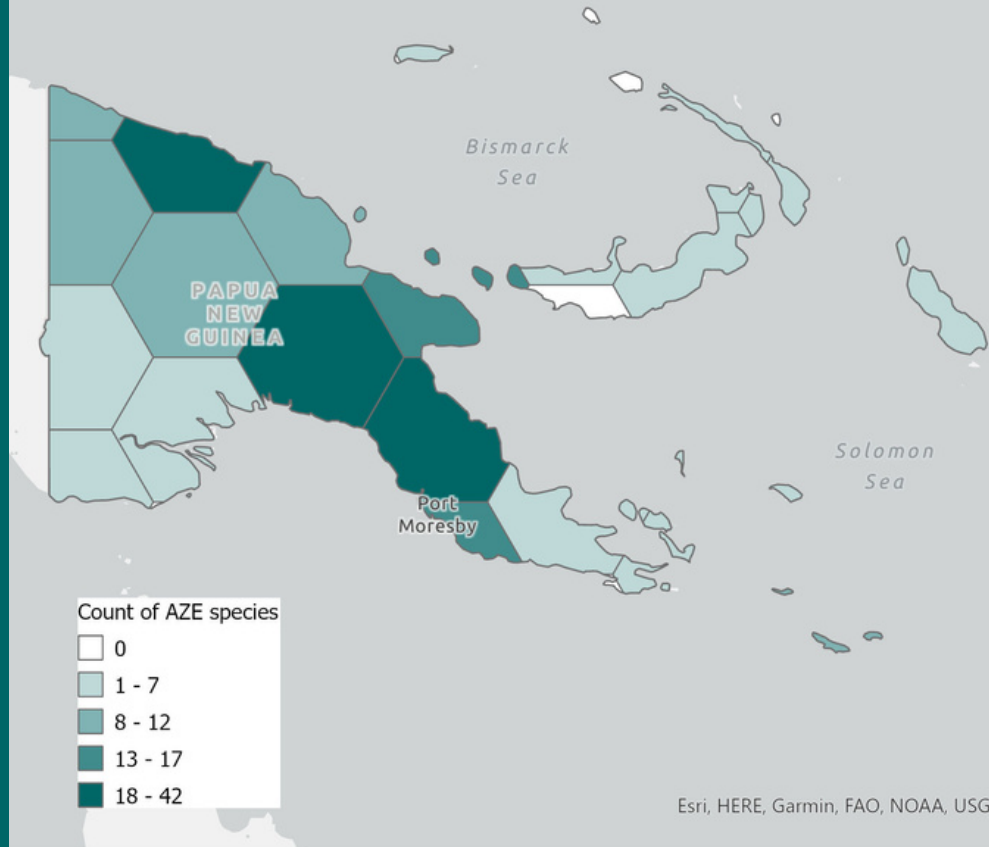 Bismarck
Sea
PAPUA
NEW
GUINEA
Solomon
Sea
Port
Moresby
Count of AZE species
0
1 - 7
8 - 12
13 - 17
18 - 42
Esri, HERE, Garmin, FAO, NOAA, USG